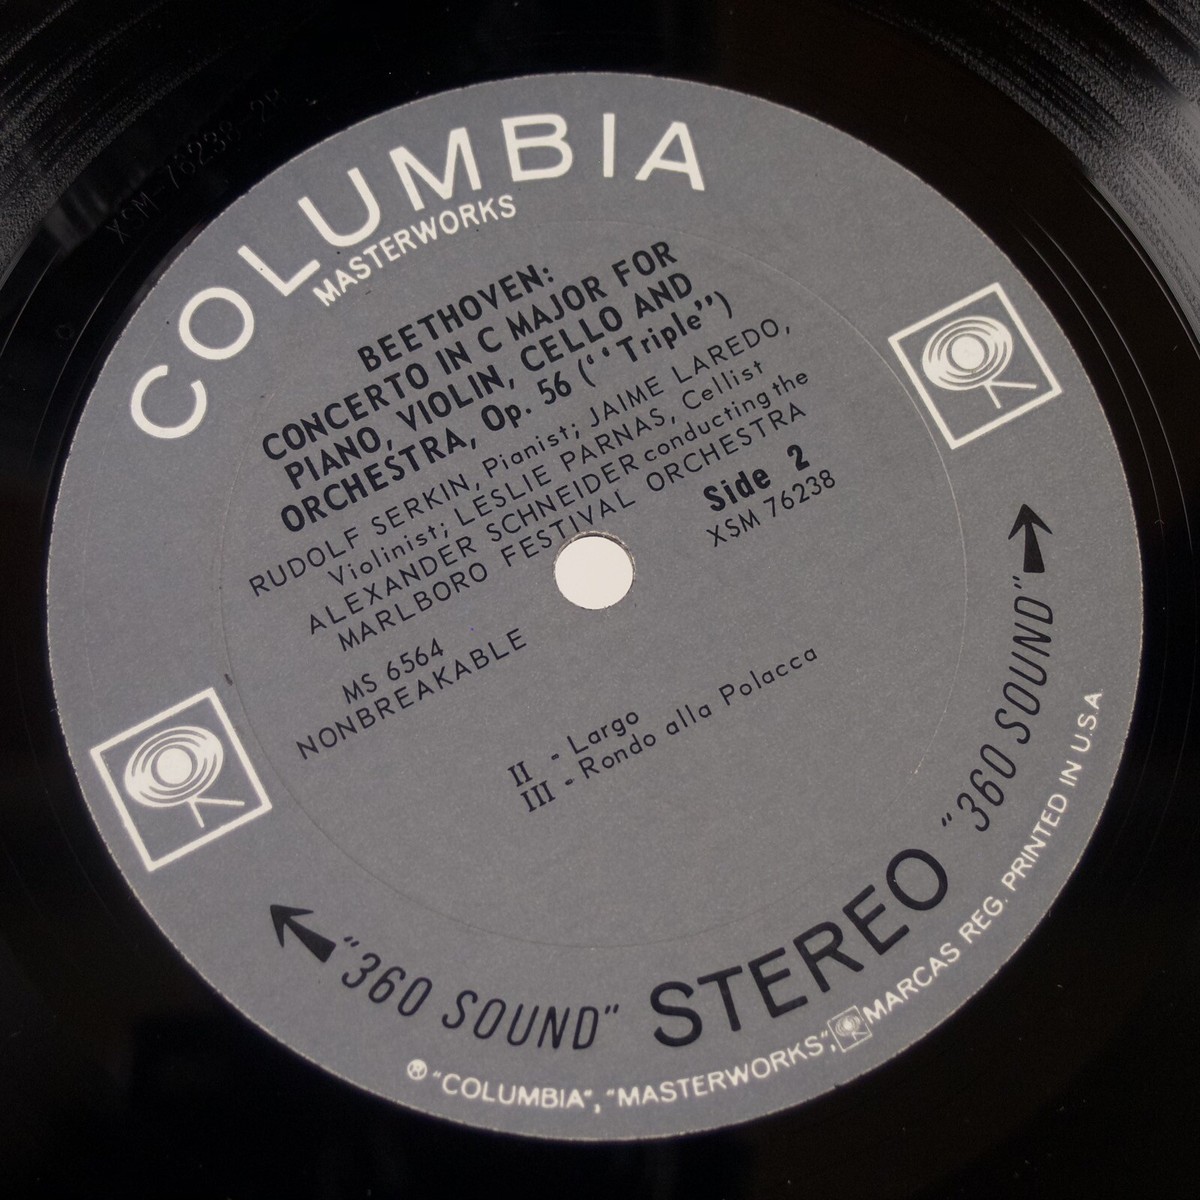 COLUMBIA
MASTERWORKS
BEETHOVEN:
CONCERTO IN C MAJOR FOR
PIANO, VIOLIN, CELLO AND
ORCHESTRA, Op. 56 (‘‘Triple’’)
RUDOLF SERKIN, Pianist; JAIME LAREDO,
Violinist; LESLIE PARNAS, Cellist
ALEXANDER SCHNEIDER conducting the
MARLBORO FESTIVAL ORCHESTRA
Side 2
XSM 76238
MS 6564
NONBREAKABLE
II - Largo
III - Rondo alla Polacca
"360 SOUND" STEREO "360 SOUND"
® "COLUMBIA", "MASTERWORKS", MARCAS REG. PRINTED IN U.S.A